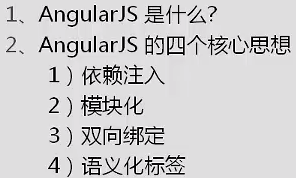 1、AngularJS 是什么?
2、AngularJS 的四个核心思想
1）依赖注入
2）模块化
3）双向绑定
4）语义化标签